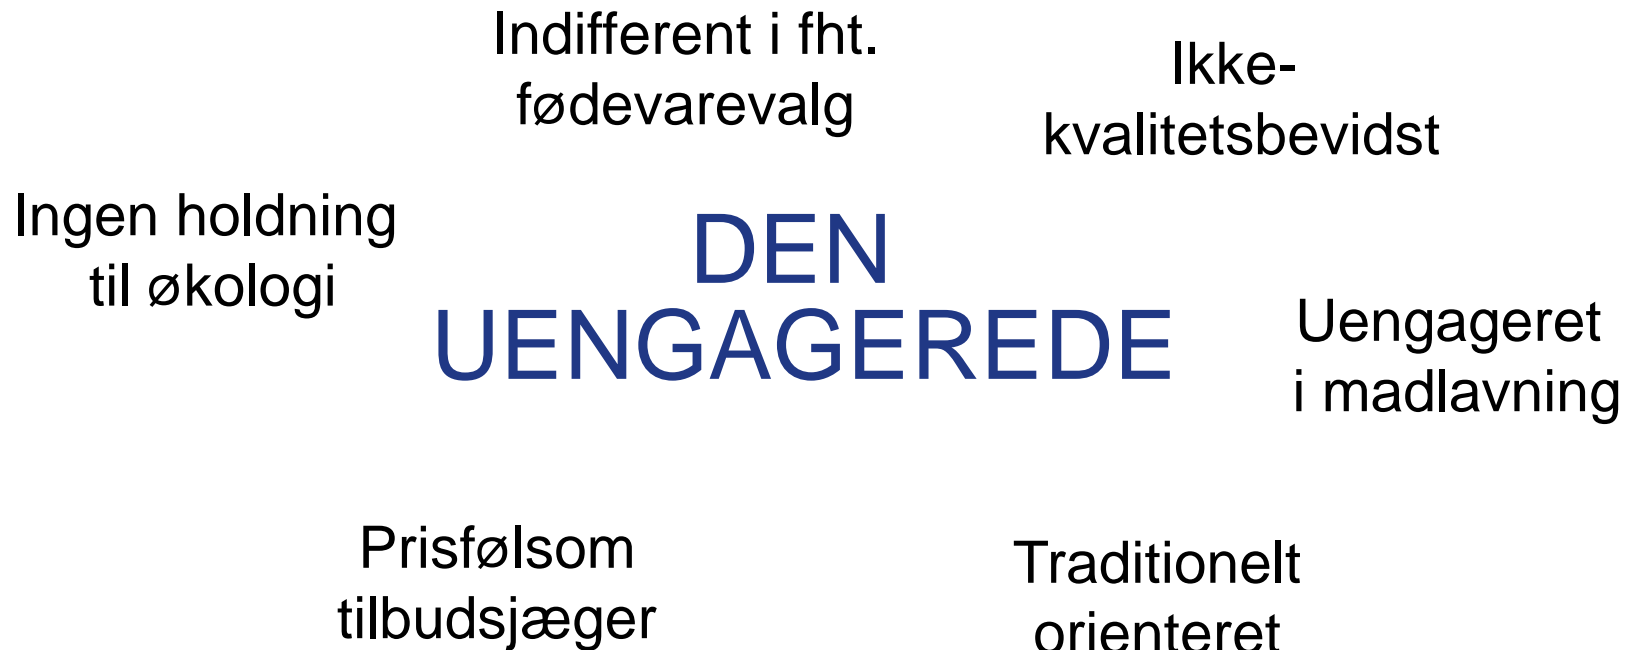 Indifferent i fht.
fødevarevalg
Ikke-
kvalitetsbevidst
Ingen holdning
til økologi
DEN
UENGAGEREDE
Uengageret
i madlavning
Prisfølsom
tilbudsjæger
Traditionelt
orienteret